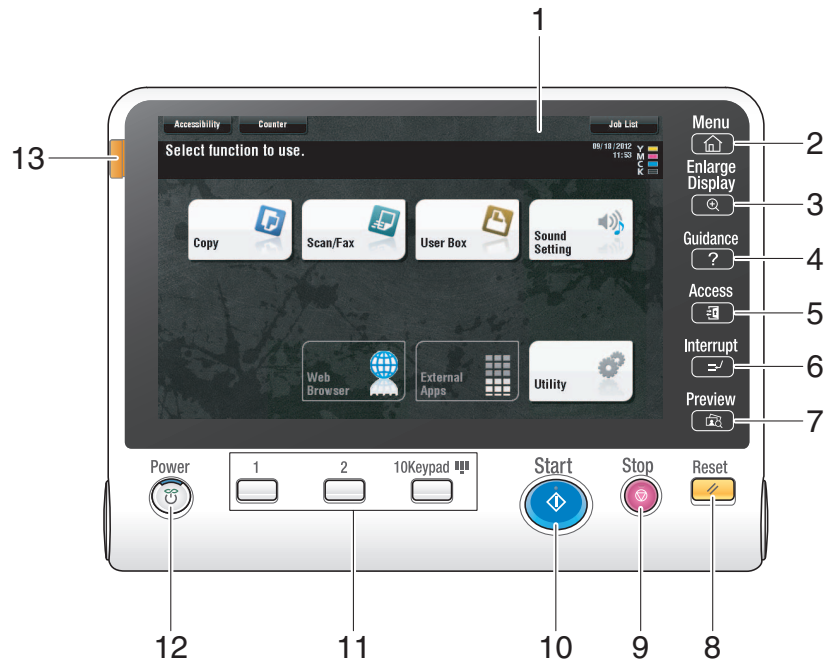 1
Accessibility
Counter
Job List
Menu
2
13
Select function to use.
09/10/2012
11:53
Y
M
C
K
Enlarge
Display
3
Copy
Scan/Fax
User Box
Sound
Setting
Guidance
?
4
Access
5
Interrupt
6
Web
Browser
External
Apps
Utility
Preview
7
Power
1
2
10Keypad
Start
Stop
Reset
12
11
10
9
8